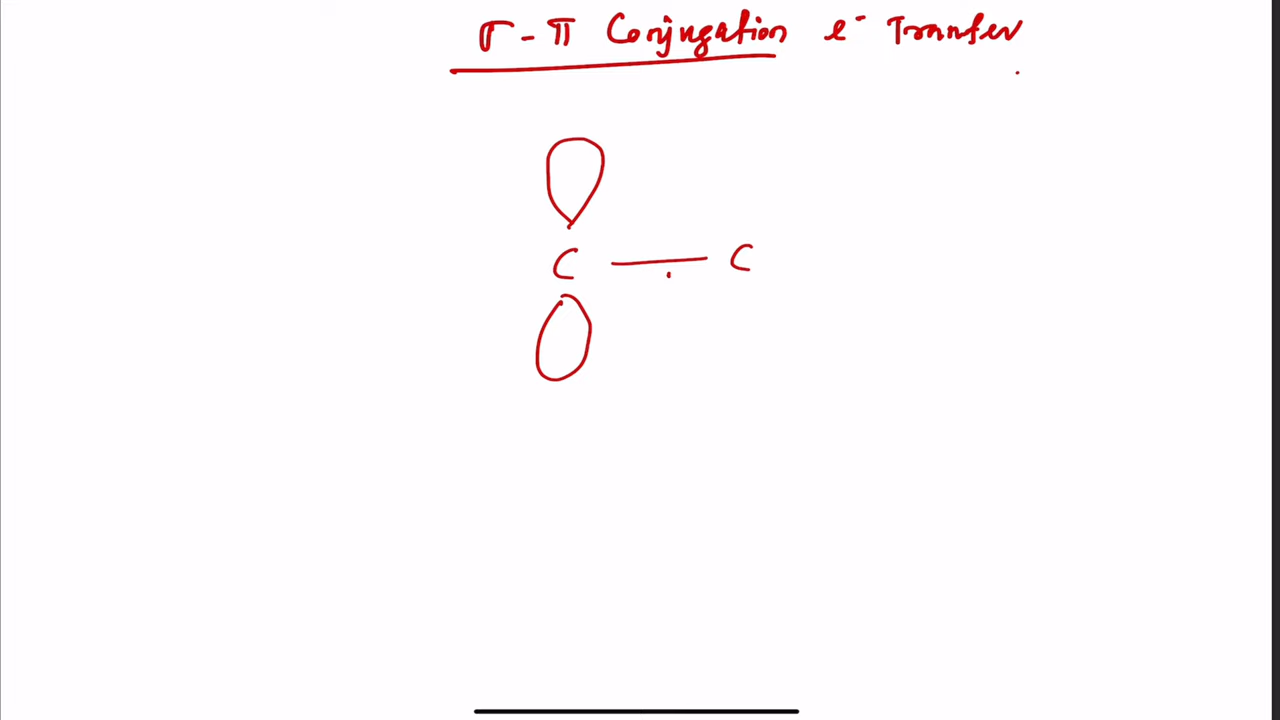 σ - π Conjugation e⁻ Transfer
C — C